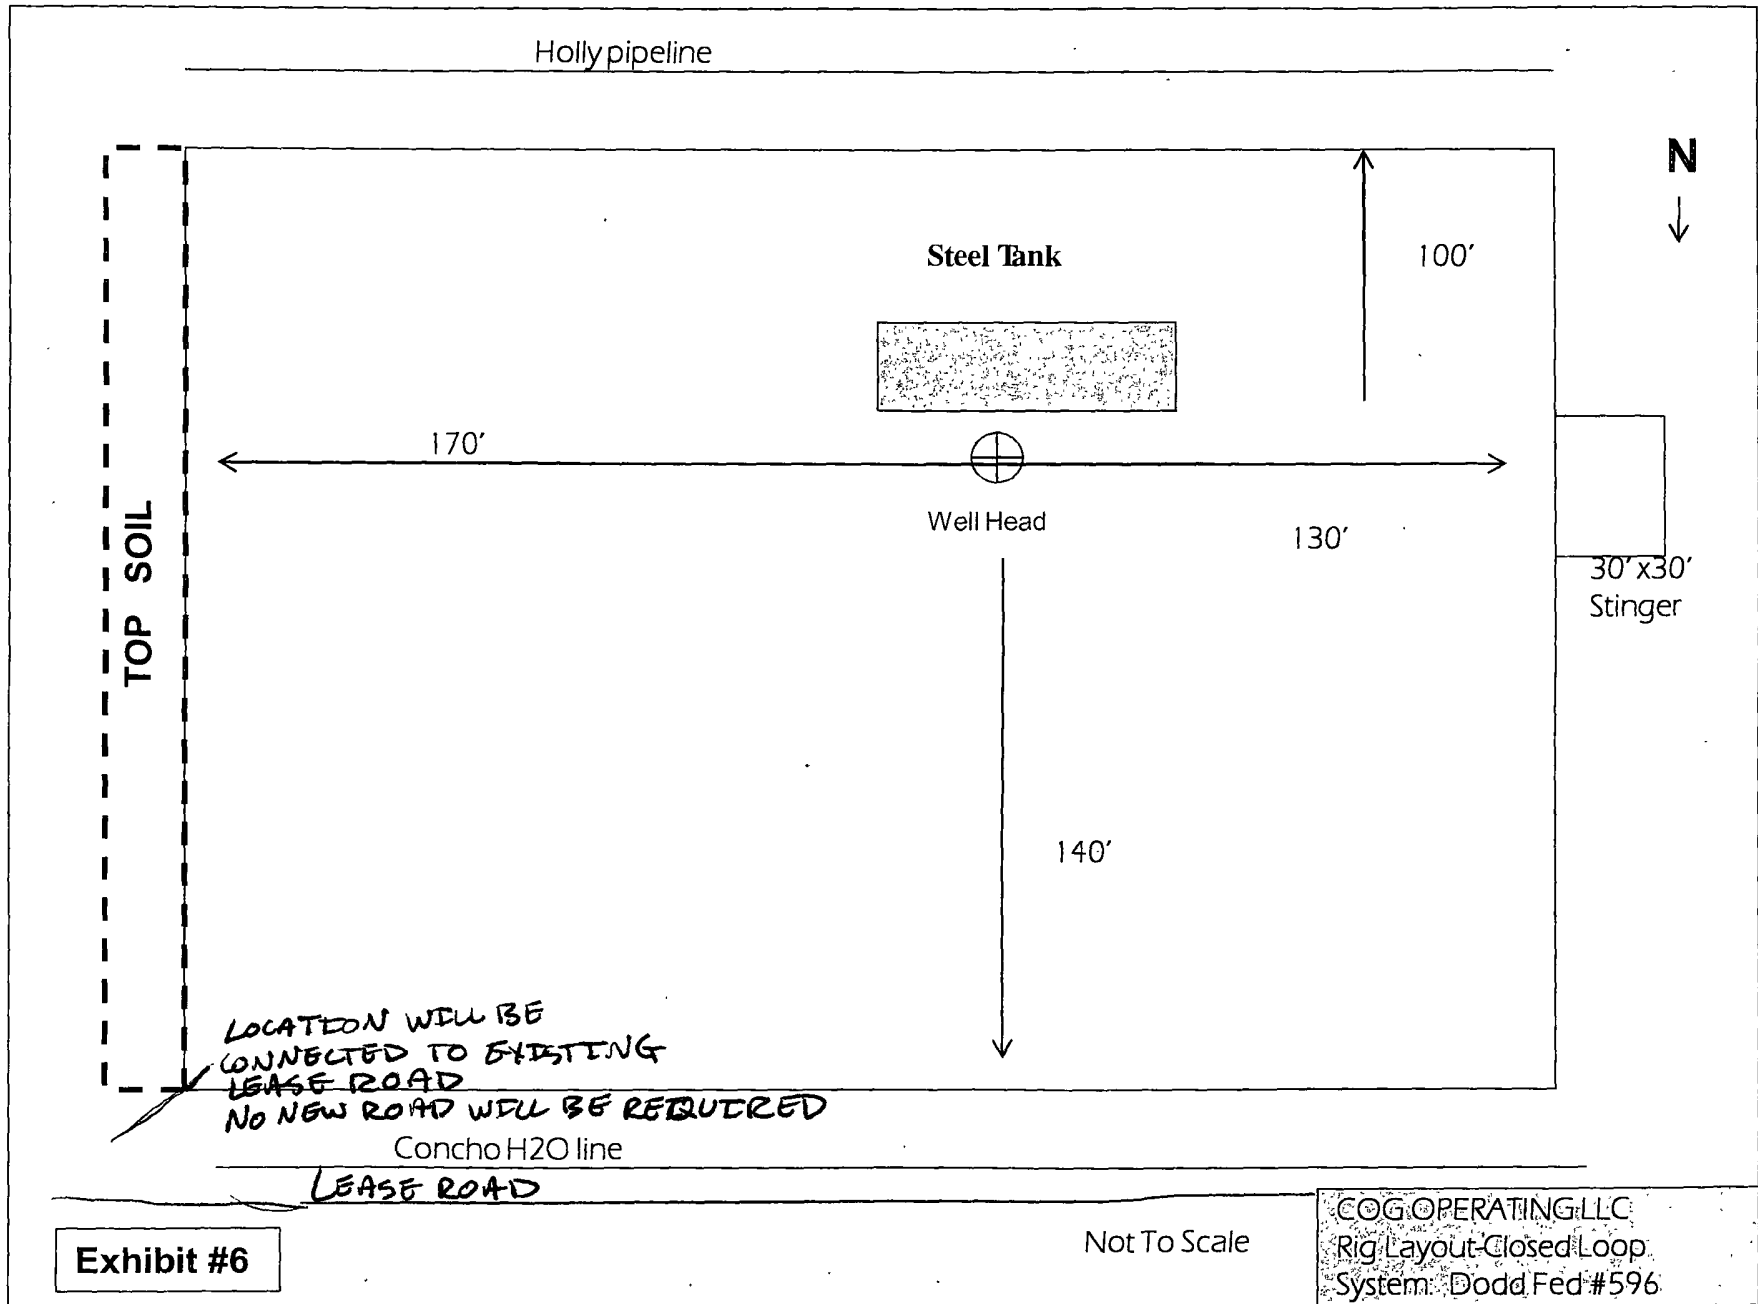 Holly pipeline
N
Steel Tank
100'
170'
Well Head
130'
30'x30'
Stinger
TOP SOIL
140'
LOCATION WILL BE
CONNECTED TO EXISTING
LEASE ROAD
NO NEW ROAD WILL BE REQUIRED
Concho H2O line
LEASE ROAD
Not To Scale
Exhibit #6
COG OPERATING LLC
Rig Layout-Closed Loop
System: Dodd Fed #596